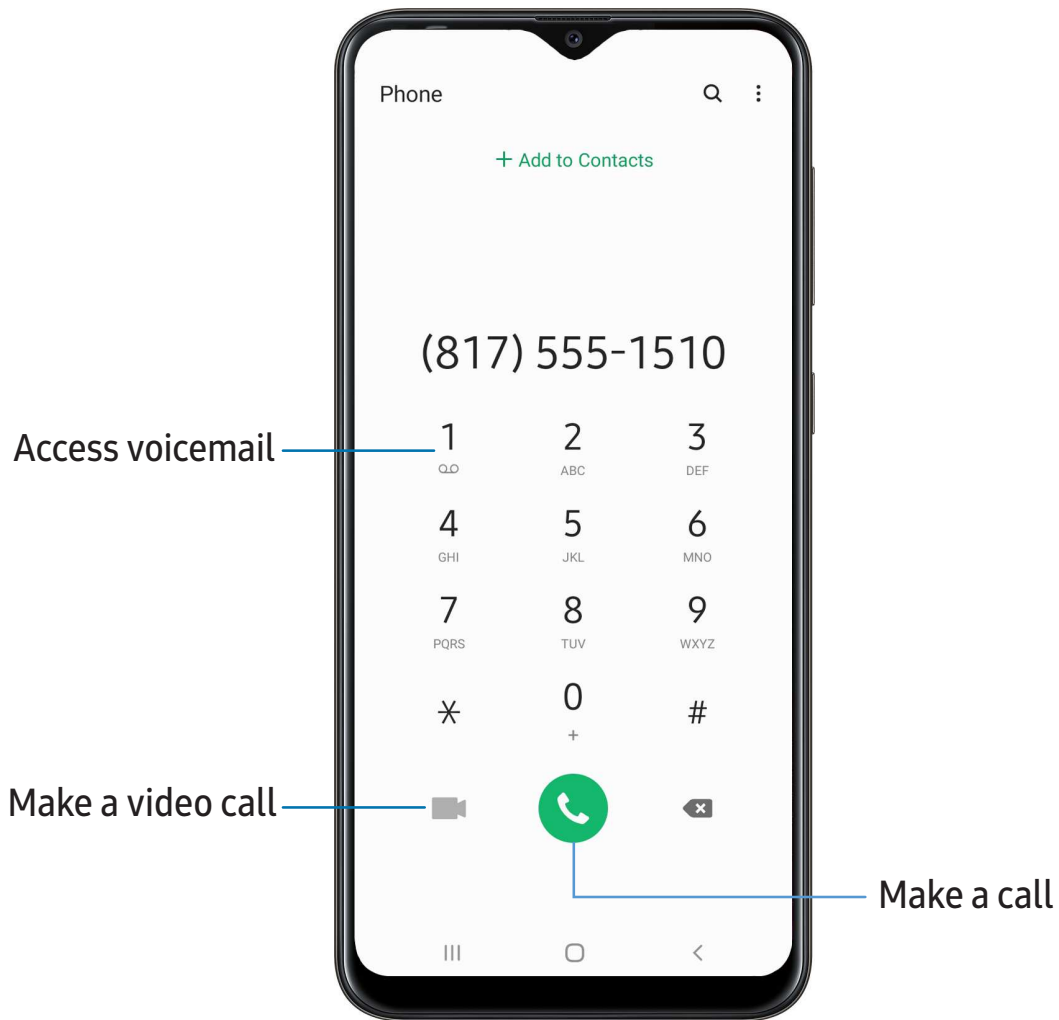 Phone
+ Add to Contacts
(817) 555-1510
Access voicemail
1 2 3
ABC DEF
4 5 6
GHI JKL MNO
7 8 9
PQRS TUV WXYZ
* 0 #
+
Make a video call
Make a call